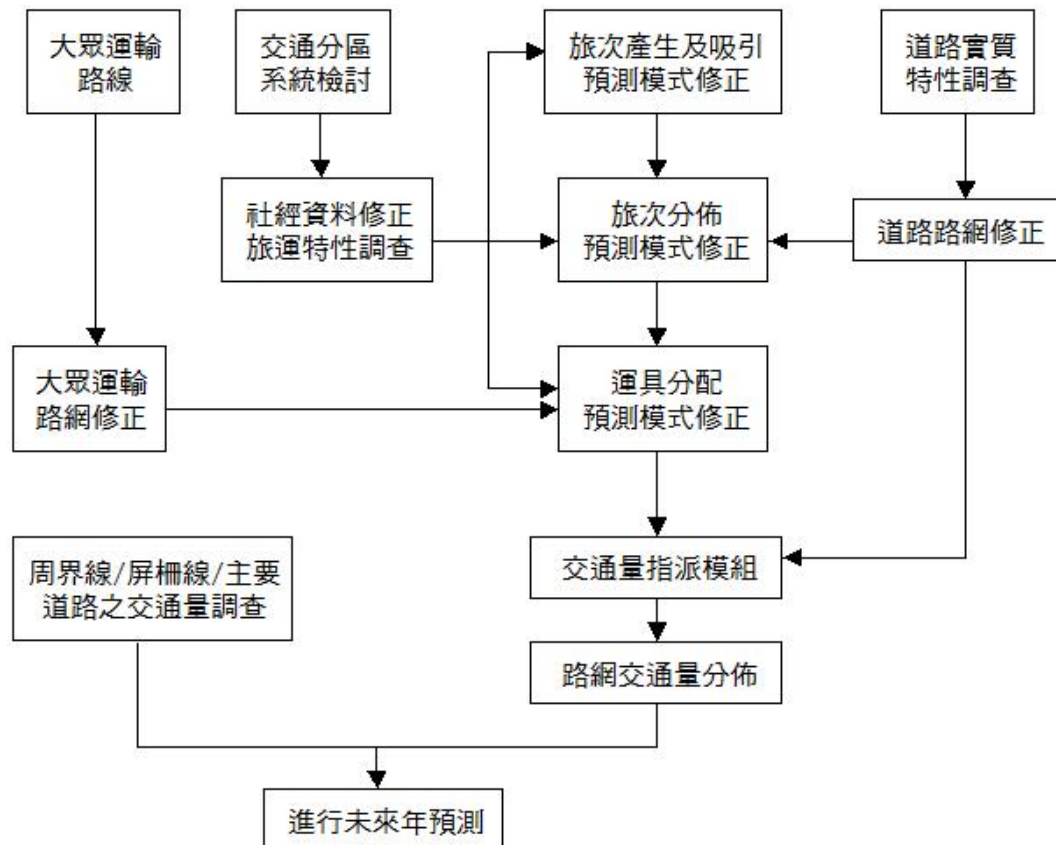 大眾運輸
路線
交通分區
系統檢討
旅次產生及吸引
預測模式修正
道路實質
特性調查
社經資料修正
旅運特性調查
旅次分佈
預測模式修正
道路路網修正
大眾運輸
路網修正
運具分配
預測模式修正
周界線/屏柵線/主要
道路之交通量調查
交通量指派模組
路網交通量分佈
進行未來年預測